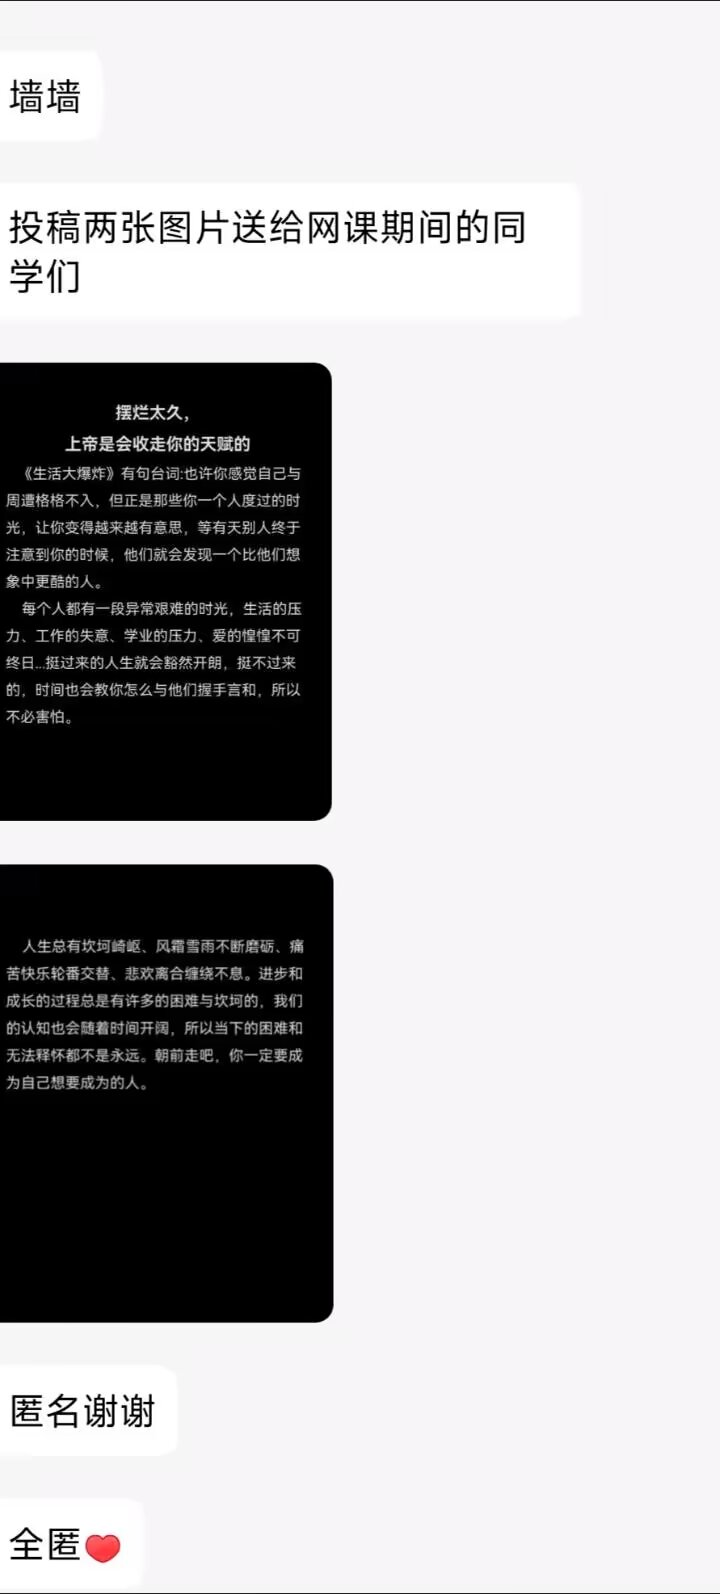 墙墙
投稿两张图片送给网课期间的同
学们
摆烂太久，
上帝是会收走你的天赋的
《生活大爆炸》有句台词:也许你感觉自己与
周遭格格不入，但正是那些你一个人度过的时
光，让你变得越来越有意思，等有天别人终于
注意到你的时候，他们就会发现一个比他们想
象中更酷的人。
每个人都有一段异常艰难的时光，生活的压
力、工作的失意、学业的压力、爱的惶惶不可
终日...挺过来的人生就会豁然开朗，挺不过来
的，时间也会教你怎么与他们握手言和，所以
不必害怕。
人生总有坎坷崎岖、风霜雪雨不断磨砺、痛
苦快乐轮番交替、悲欢离合缠绕不息。进步和
成长的过程总是有许多的困难与坎坷的，我们
的认知也会随着时间开阔，所以当下的困难和
无法释怀都不是永远。朝前走吧，你一定要成
为自己想要成为的人。
匿名谢谢
全匿❤️